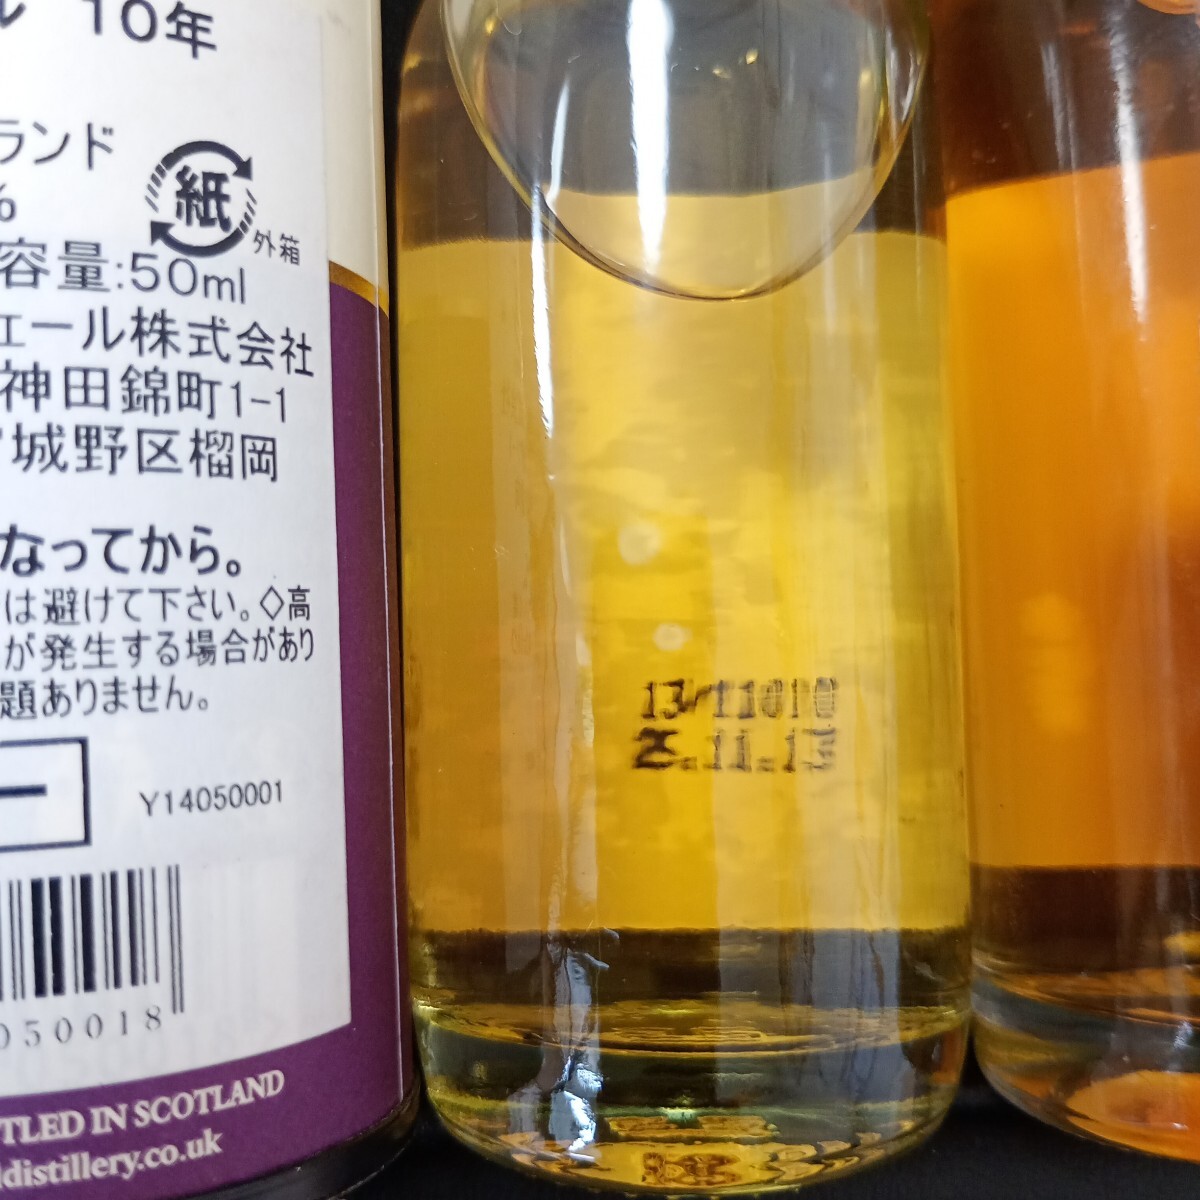 ル 10年
ランド
紙
%
外箱
容量:50ml
ェール株式会社
神田錦町1-1
城野区榴岡
なってから。
は避けて下さい。◇高
が発生する場合があり
題ありません。
Y14050001
050018
TLED IN SCOTLAND
ldistillery.co.uk
13/11010
.11.13